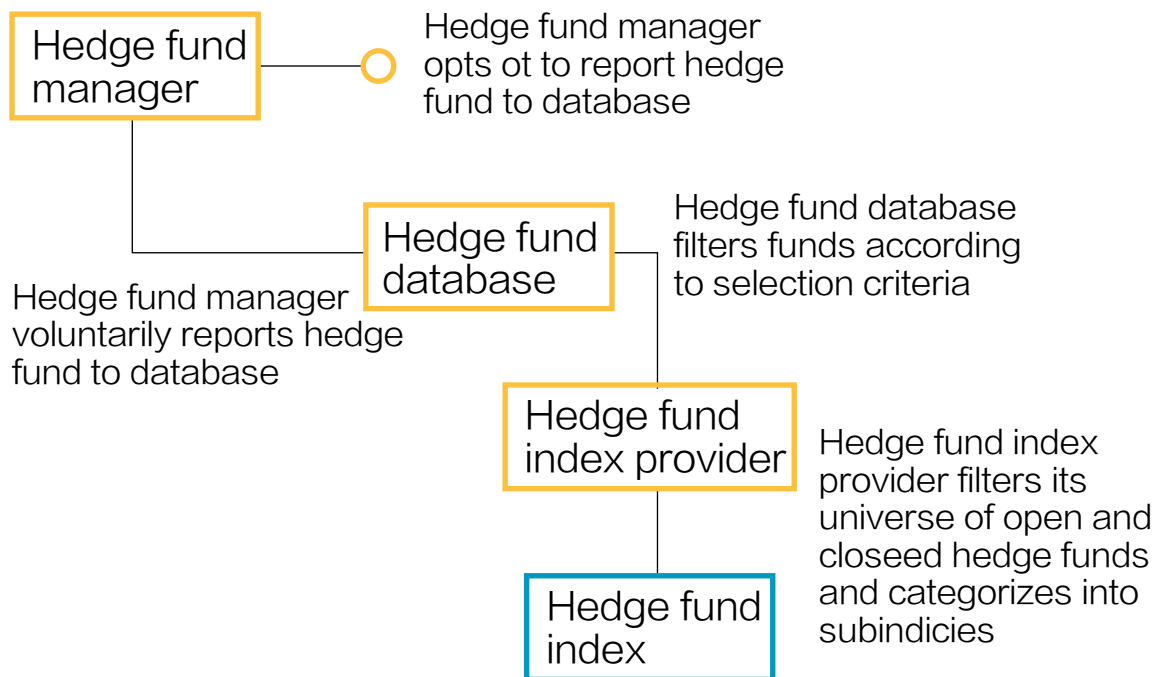 Hedge fund
manager
Hedge fund manager
opts ot to report hedge
fund to database
Hedge fund
database
Hedge fund database
filters funds according
to selection criteria
Hedge fund manager
voluntarily reports hedge
fund to database
Hedge fund
index provider
Hedge fund index
provider filters its
universe of open and
closeed hedge funds
and categorizes into
subindicies
Hedge fund
index